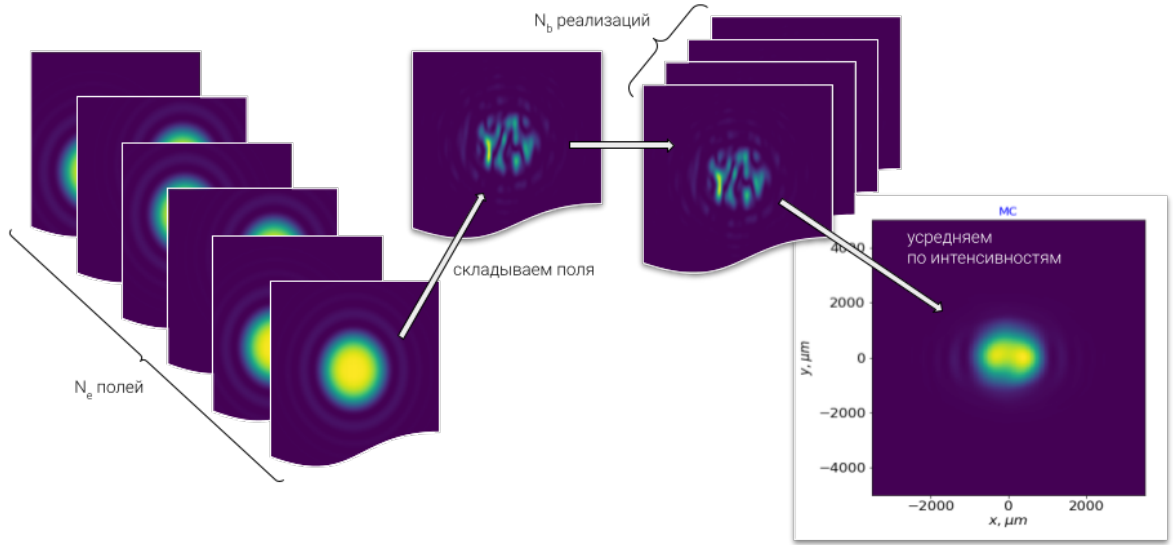 N_b реализаций
складываем поля
N_e полей
MC
усредняем
по интенсивностям
4000
2000
0
−2000
−4000
y, μm
−2000
0
2000
x, μm